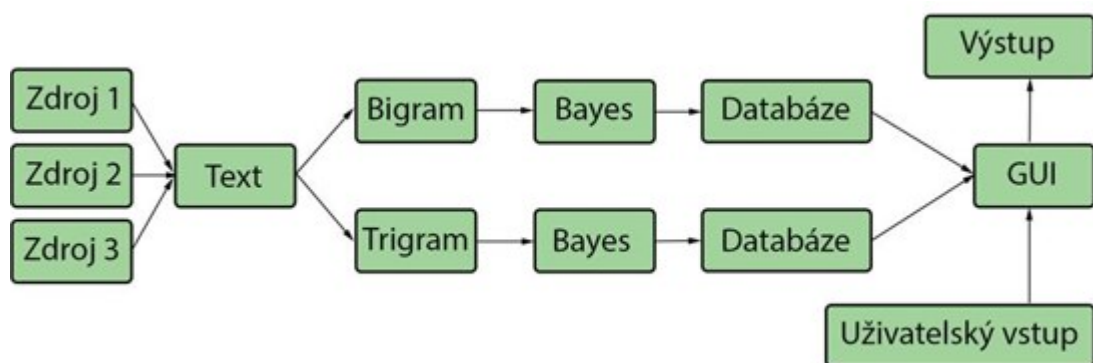 Výstup
Zdroj 1
Bigram
Bayes
Databáze
Zdroj 2
Text
GUI
Zdroj 3
Trigram
Bayes
Databáze
Uživatelský vstup